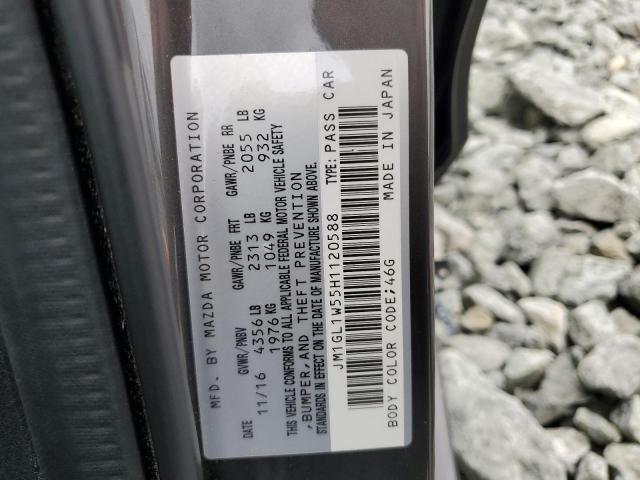 MFD. BY MAZDA MOTOR CORPORATION
DATE GVWR/PNBV GAWR/PNBE FRT GAWR/PNBE RR
11/16 4356 LB 2313 LB 2055 LB
1976 KG 1049 KG 932 KG
THIS VEHICLE CONFORMS TO ALL APPLICABLE FEDERAL MOTOR VEHICLE SAFETY
,BUMPER,AND THEFT PREVENTION
STANDARDS IN EFFECT ON THE DATE OF MANUFACTURE SHOWN ABOVE.
JM1GL1W55H1120588 TYPE: PASS CAR
BODY COLOR CODE:46G MADE IN JAPAN